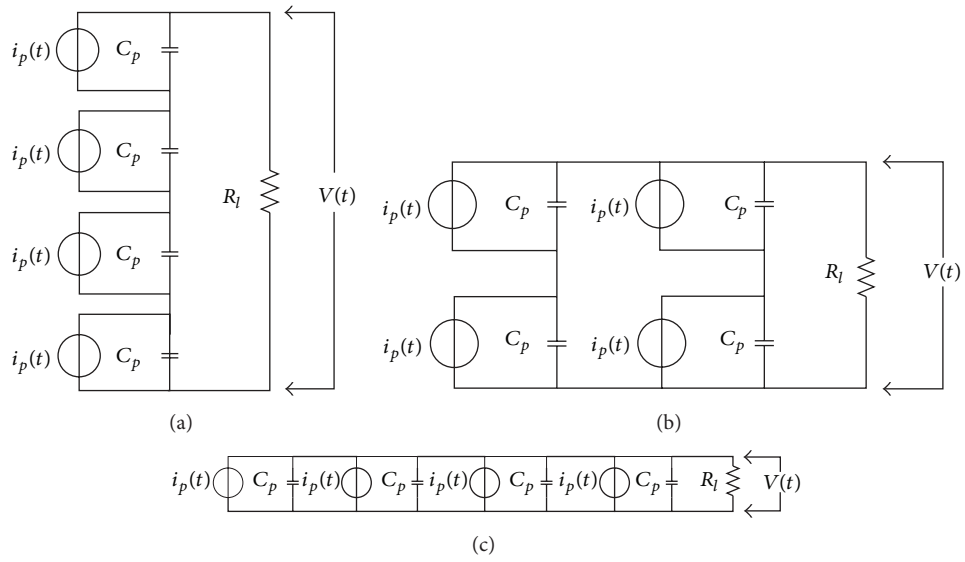 i_p(t) C_p
i_p(t) C_p
R_l V(t)
i_p(t) C_p
i_p(t) C_p
(a)
i_p(t) C_p i_p(t) C_p
R_l V(t)
i_p(t) C_p i_p(t) C_p
(b)
i_p(t) C_p i_p(t) C_p i_p(t) C_p i_p(t) C_p R_l V(t)
(c)